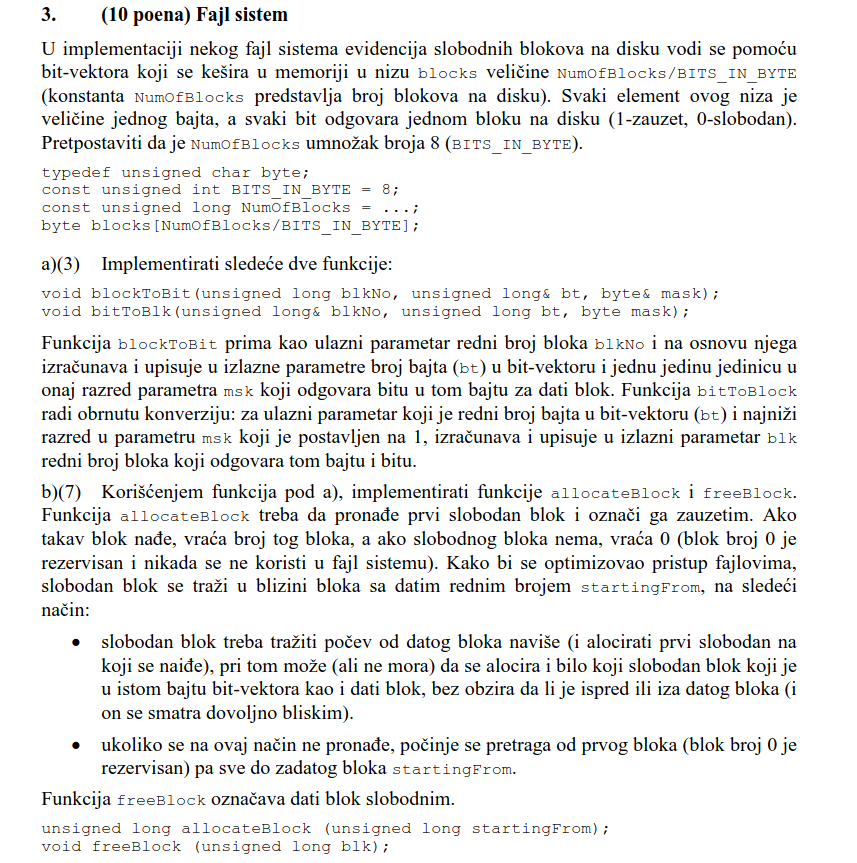 3. (10 poena) Fajl sistem
U implementaciji nekog fajl sistema evidencija slobodnih blokova na disku vodi se pomoću
bit-vektora koji se kešira u memoriji u nizu blocks veličine NumOfBlocks/BITS_IN_BYTE
(konstanta NumOfBlocks predstavlja broj blokova na disku). Svaki element ovog niza je
veličine jednog bajta, a svaki bit odgovara jednom bloku na disku (1-zauzet, 0-slobodan).
Pretpostaviti da je NumOfBlocks umnožak broja 8 (BITS_IN_BYTE).
typedef unsigned char byte;
const unsigned int BITS_IN_BYTE = 8;
const unsigned long NumOfBlocks = ...;
byte blocks[NumOfBlocks/BITS_IN_BYTE];
a)(3) Implementirati sledeće dve funkcije:
void blockToBit(unsigned long blkNo, unsigned long& bt, byte& mask);
void bitToBlk(unsigned long& blkNo, unsigned long bt, byte mask);
Funkcija blockToBit prima kao ulazni parametar redni broj bloka blkNo i na osnovu njega
izračunava i upisuje u izlazne parametre broj bajta (bt) u bit-vektoru i jednu jedinu jedinicu u
onaj razred parametra msk koji odgovara bitu u tom bajtu za dati blok. Funkcija bitToBlock
radi obrnutu konverziju: za ulazni parametar koji je redni broj bajta u bit-vektoru (bt) i najniži
razred u parametru msk koji je postavljen na 1, izračunava i upisuje u izlazni parametar blk
redni broj bloka koji odgovara tom bajtu i bitu.
b)(7) Korišćenjem funkcija pod a), implementirati funkcije allocateBlock i freeBlock.
Funkcija allocateBlock treba da pronađe prvi slobodan blok i označi ga zauzetim. Ako
takav blok nađe, vraća broj tog bloka, a ako slobodnog bloka nema, vraća 0 (blok broj 0 je
rezervisan i nikada se ne koristi u fajl sistemu). Kako bi se optimizovao pristup fajlovima,
slobodan blok se traži u blizini bloka sa datim rednim brojem startingFrom, na sledeći
način:
• slobodan blok treba tražiti počev od datog bloka naviše (i alocirati prvi slobodan na
koji se naiđe), pri tom može (ali ne mora) da se alocira i bilo koji slobodan blok koji je
u istom bajtu bit-vektora kao i dati blok, bez obzira da li je ispred ili iza datog bloka (i
on se smatra dovoljno bliskim).
• ukoliko se na ovaj način ne pronađe, počinje se pretraga od prvog bloka (blok broj 0 je
rezervisan) pa sve do zadatog bloka startingFrom.
Funkcija freeBlock označava dati blok slobodnim.
unsigned long allocateBlock (unsigned long startingFrom);
void freeBlock (unsigned long blk);